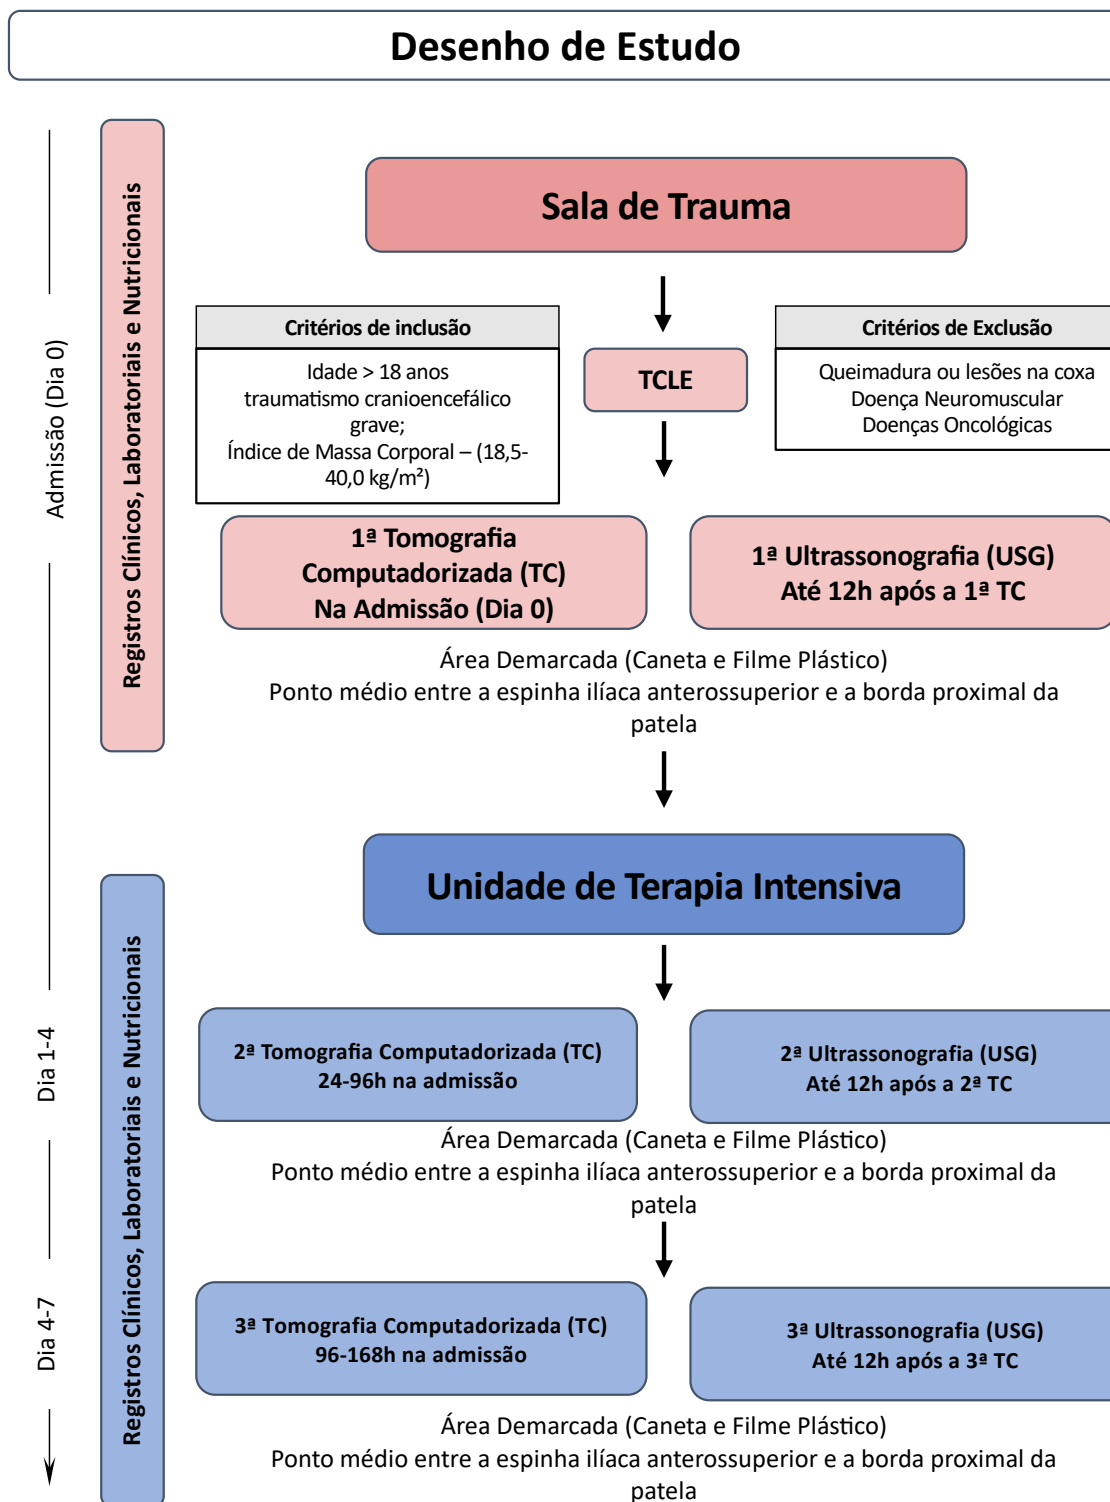 Desenho de Estudo
Admissão (Dia 0)
Registros Clínicos, Laboratoriais e Nutricionais
Sala de Trauma
Critérios de inclusão
Idade > 18 anos
traumatismo cranioencefálico
grave;
Índice de Massa Corporal – (18,5-
40,0 kg/m²)
TCLE
Critérios de Exclusão
Queimadura ou lesões na coxa
Doença Neuromuscular
Doenças Oncológicas
1ª Tomografia
Computadorizada (TC)
Na Admissão (Dia 0)
1ª Ultrassonografia (USG)
Até 12h após a 1ª TC
Área Demarcada (Caneta e Filme Plástico)
Ponto médio entre a espinha ilíaca anterossuperior e a borda proximal da
patela
Unidade de Terapia Intensiva
Dia 1-4
Registros Clínicos, Laboratoriais e Nutricionais
2ª Tomografia Computadorizada (TC)
24-96h na admissão
2ª Ultrassonografia (USG)
Até 12h após a 2ª TC
Área Demarcada (Caneta e Filme Plástico)
Ponto médio entre a espinha ilíaca anterossuperior e a borda proximal da
patela
Dia 4-7
3ª Tomografia Computadorizada (TC)
96-168h na admissão
3ª Ultrassonografia (USG)
Até 12h após a 3ª TC
Área Demarcada (Caneta e Filme Plástico)
Ponto médio entre a espinha ilíaca anterossuperior e a borda proximal da
patela